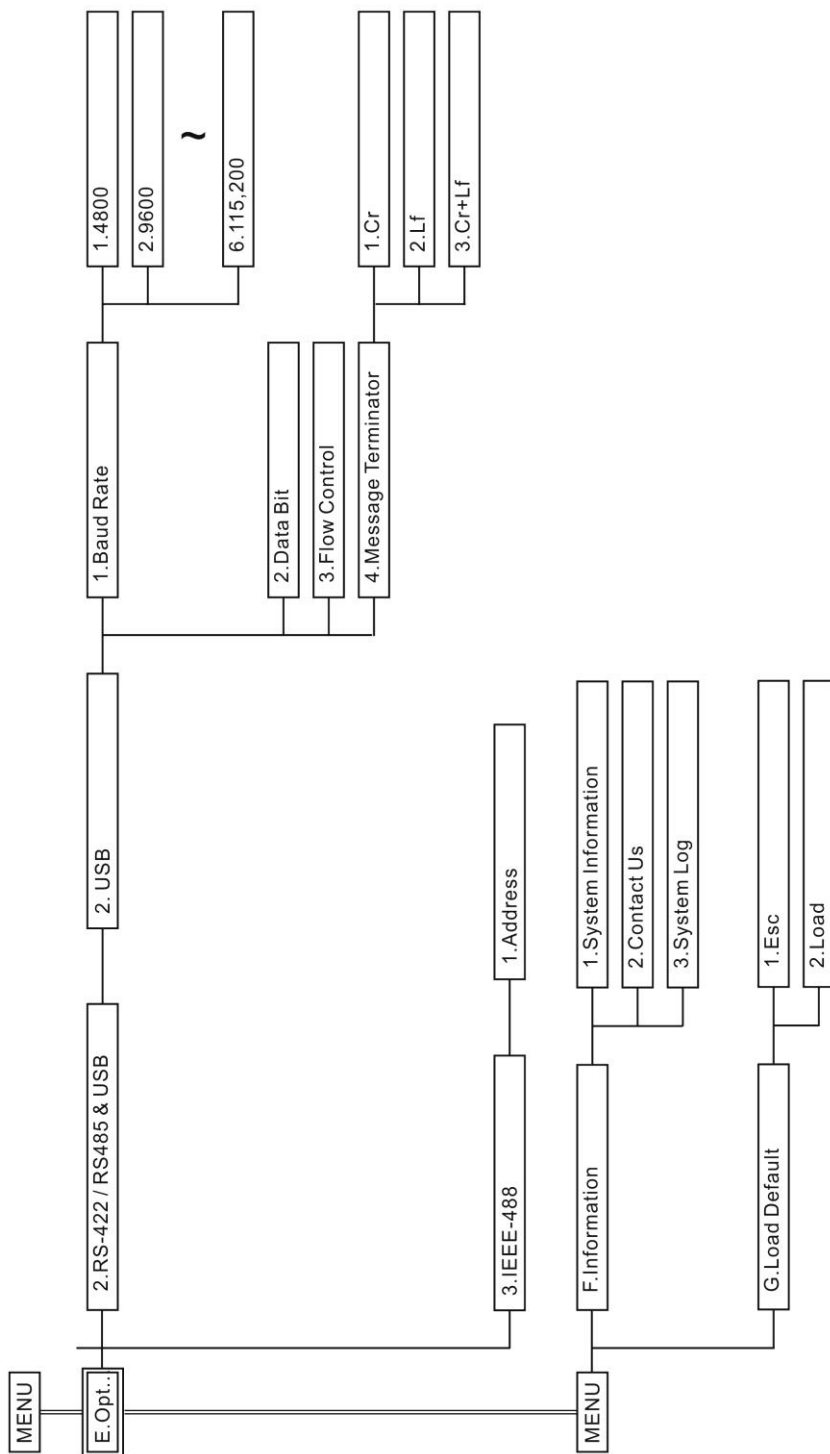 MENU
E.Opt..
2.RS-422 / RS485 & USB
2. USB
1.Baud Rate
1.4800
2.9600
~
6.115,200
2.Data Bit
3.Flow Control
4.Message Terminator
1.Cr
2.Lf
3.Cr+Lf
3.IEEE-488
1.Address
MENU
F.Information
1.System Information
2.Contact Us
3.System Log
G.Load Default
1.Esc
2.Load